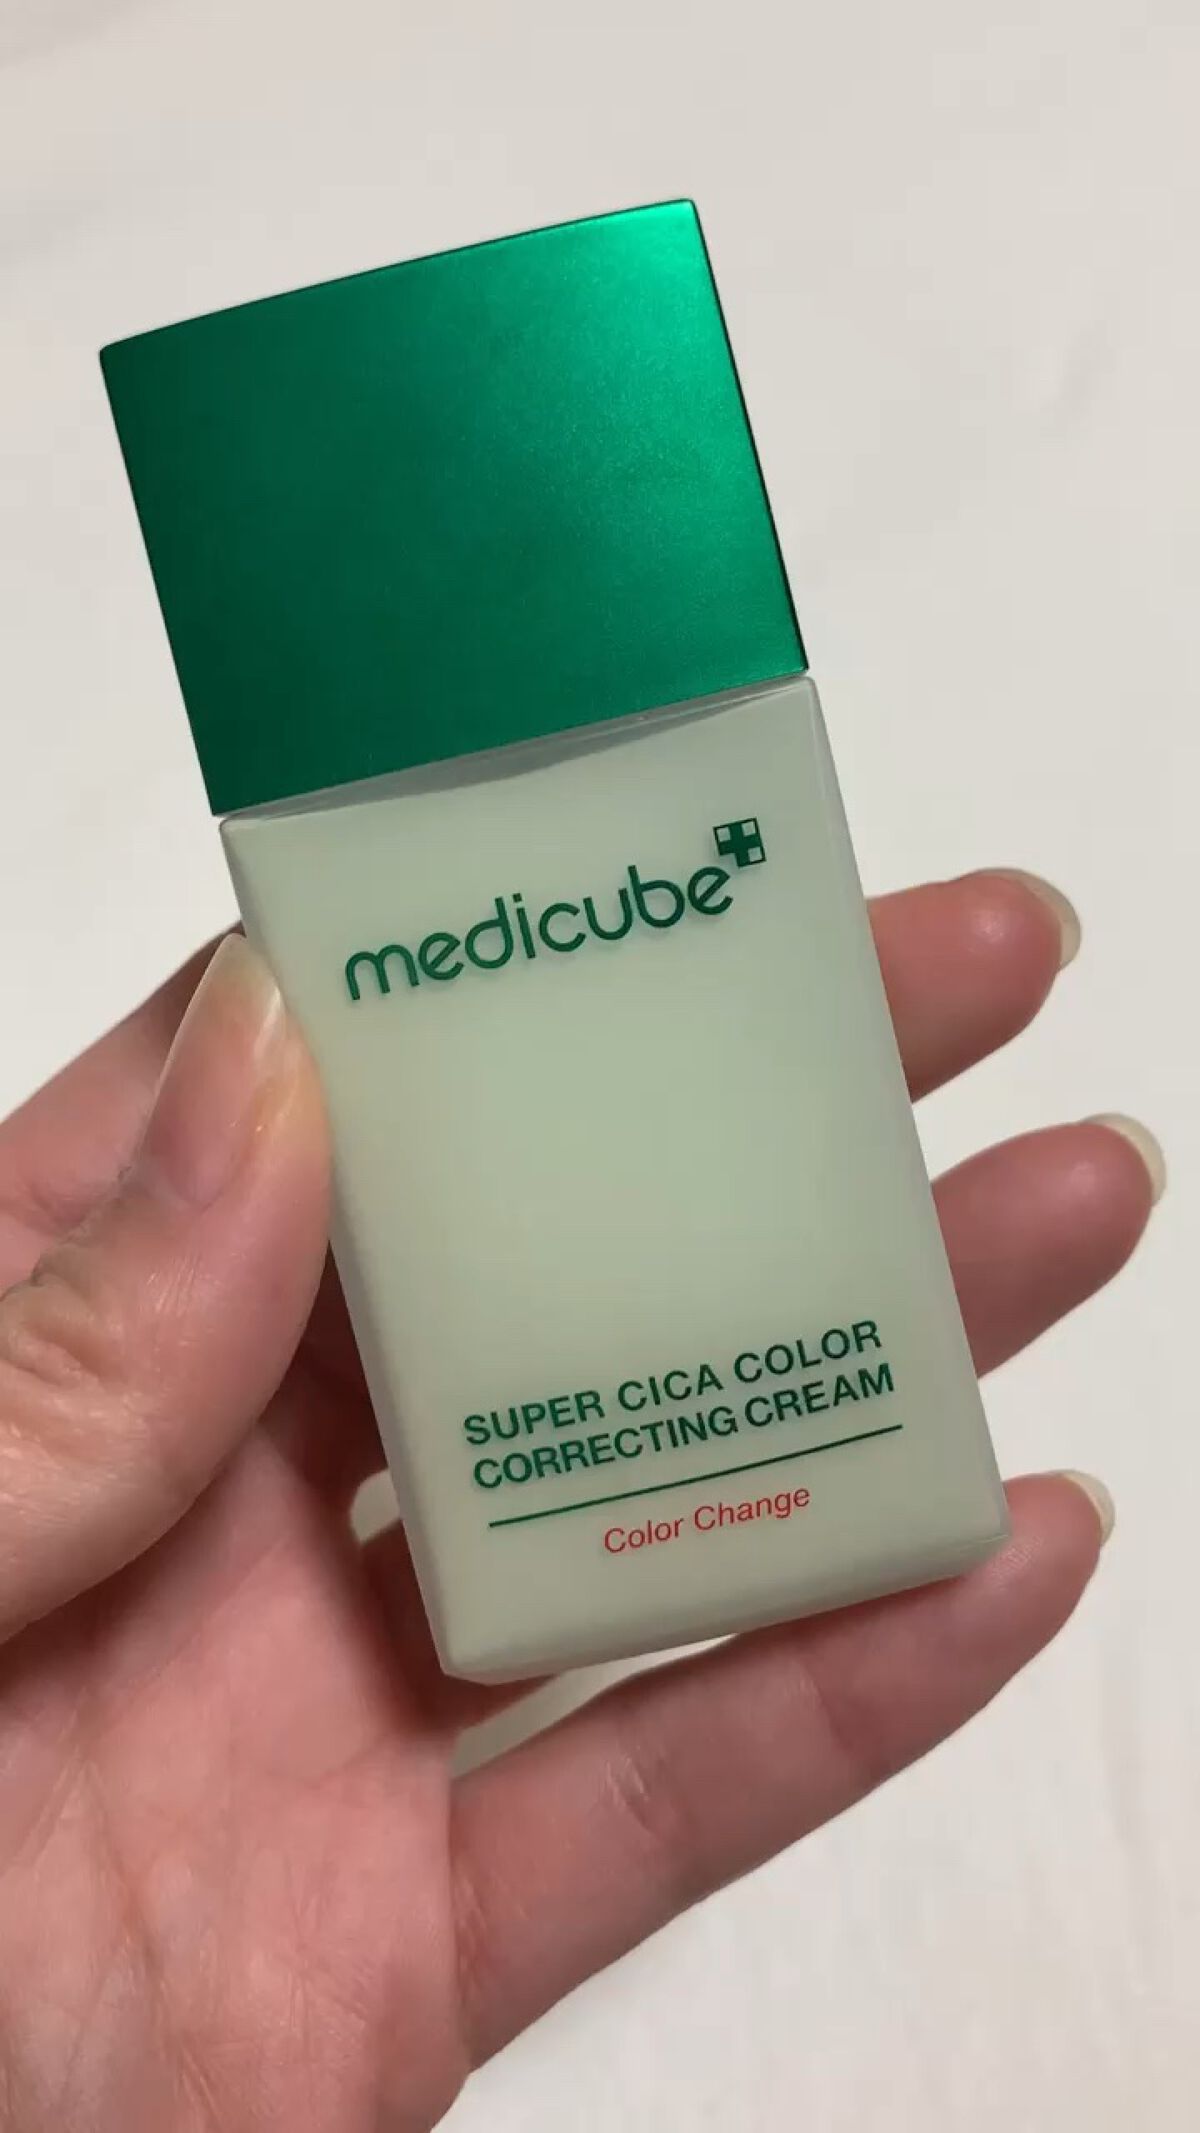 medicube
SUPER CICA COLOR
CORRECTING CREAM
Color Change